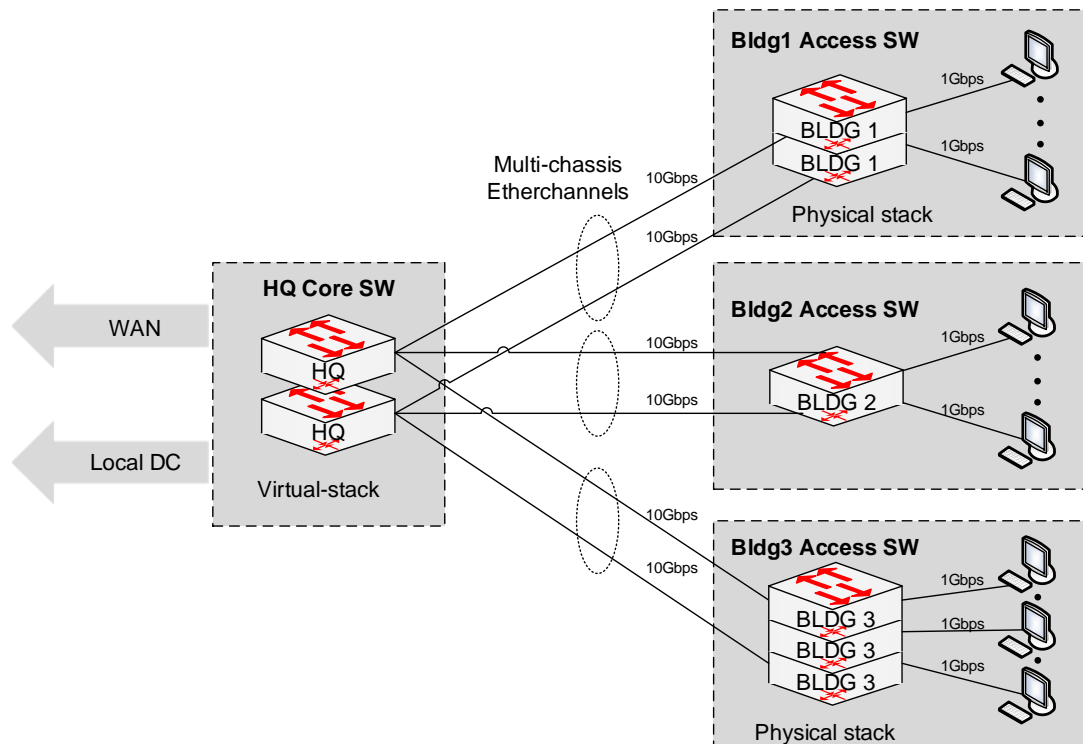 Bldg1 Access SW
1Gbps
BLDG 1
BLDG 1
1Gbps
Multi-chassis
Etherchannels
10Gbps
10Gbps
Physical stack
HQ Core SW
WAN
HQ
HQ
Local DC
Virtual-stack
Bldg2 Access SW
10Gbps
10Gbps
1Gbps
BLDG 2
1Gbps
10Gbps
10Gbps
Bldg3 Access SW
1Gbps
BLDG 3
1Gbps
BLDG 3
1Gbps
BLDG 3
Physical stack